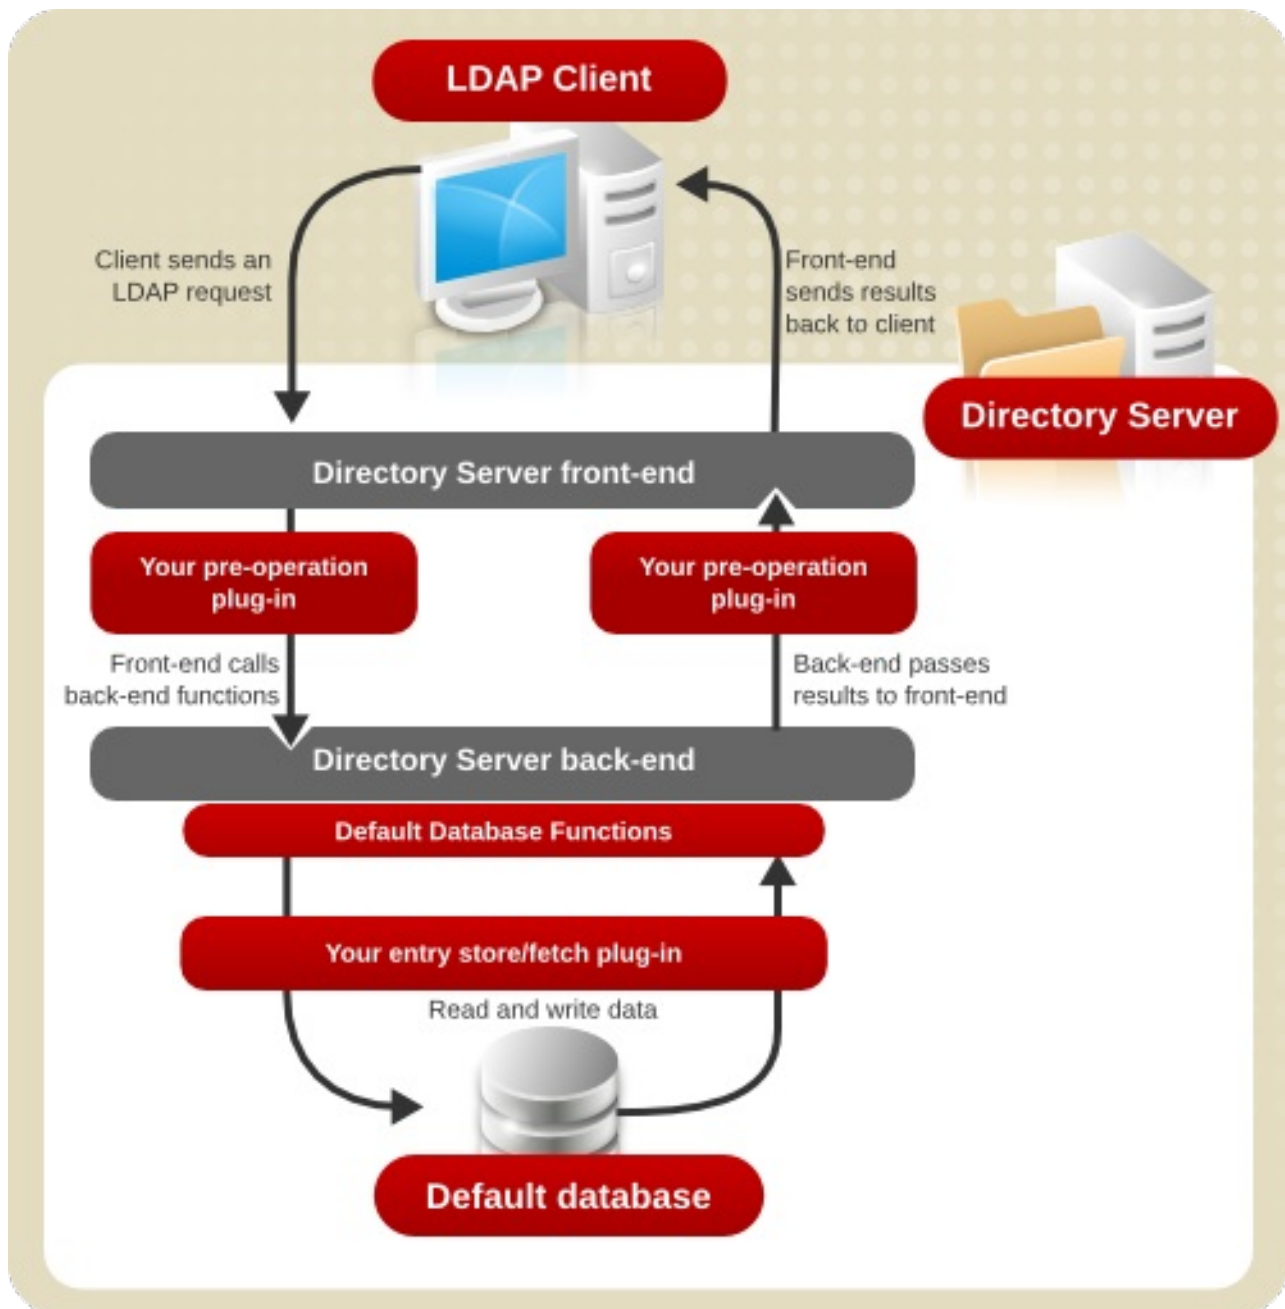 LDAP Client
Client sends an
LDAP request
Front-end
sends results
back to client
Directory Server
Directory Server front-end
Your pre-operation
plug-in
Your pre-operation
plug-in
Front-end calls
back-end functions
Back-end passes
results to front-end
Directory Server back-end
Default Database Functions
Your entry store/fetch plug-in
Read and write data
Default database